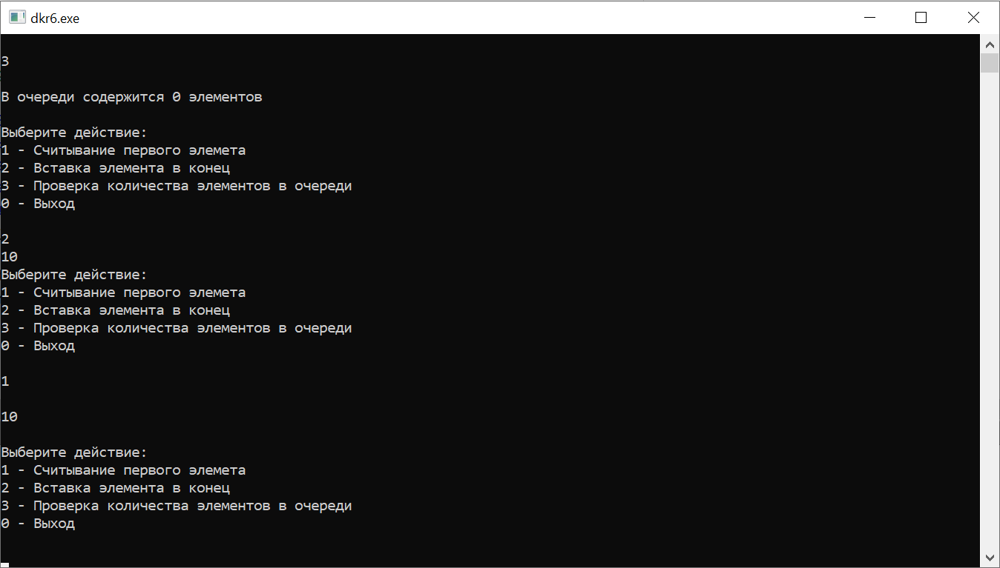 dkr6.exe
3
В очереди содержится 0 элементов
Выберите действие:
1 - Считывание первого элемета
2 - Вставка элемента в конец
3 - Проверка количества элементов в очереди
0 - Выход
2
10
Выберите действие:
1 - Считывание первого элемета
2 - Вставка элемента в конец
3 - Проверка количества элементов в очереди
0 - Выход
1
10
Выберите действие:
1 - Считывание первого элемета
2 - Вставка элемента в конец
3 - Проверка количества элементов в очереди
0 - Выход